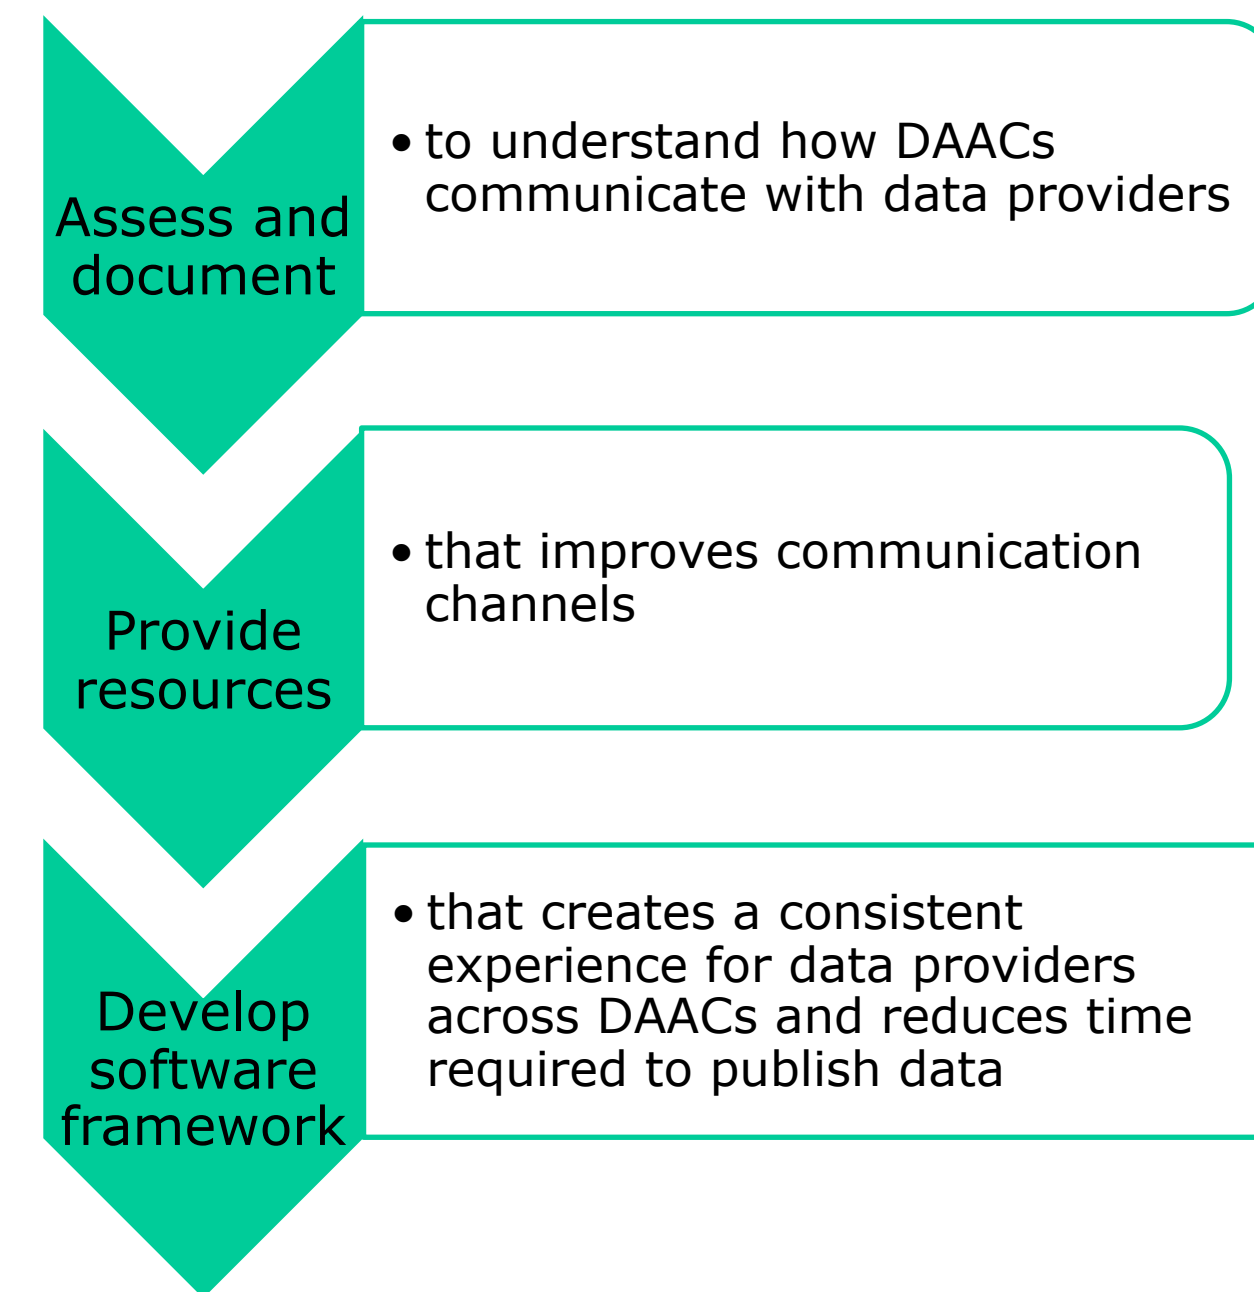 Assess and
document
• to understand how DAACs
communicate with data providers
Provide
resources
• that improves communication
channels
Develop
software
framework
• that creates a consistent
experience for data providers
across DAACs and reduces time
required to publish data